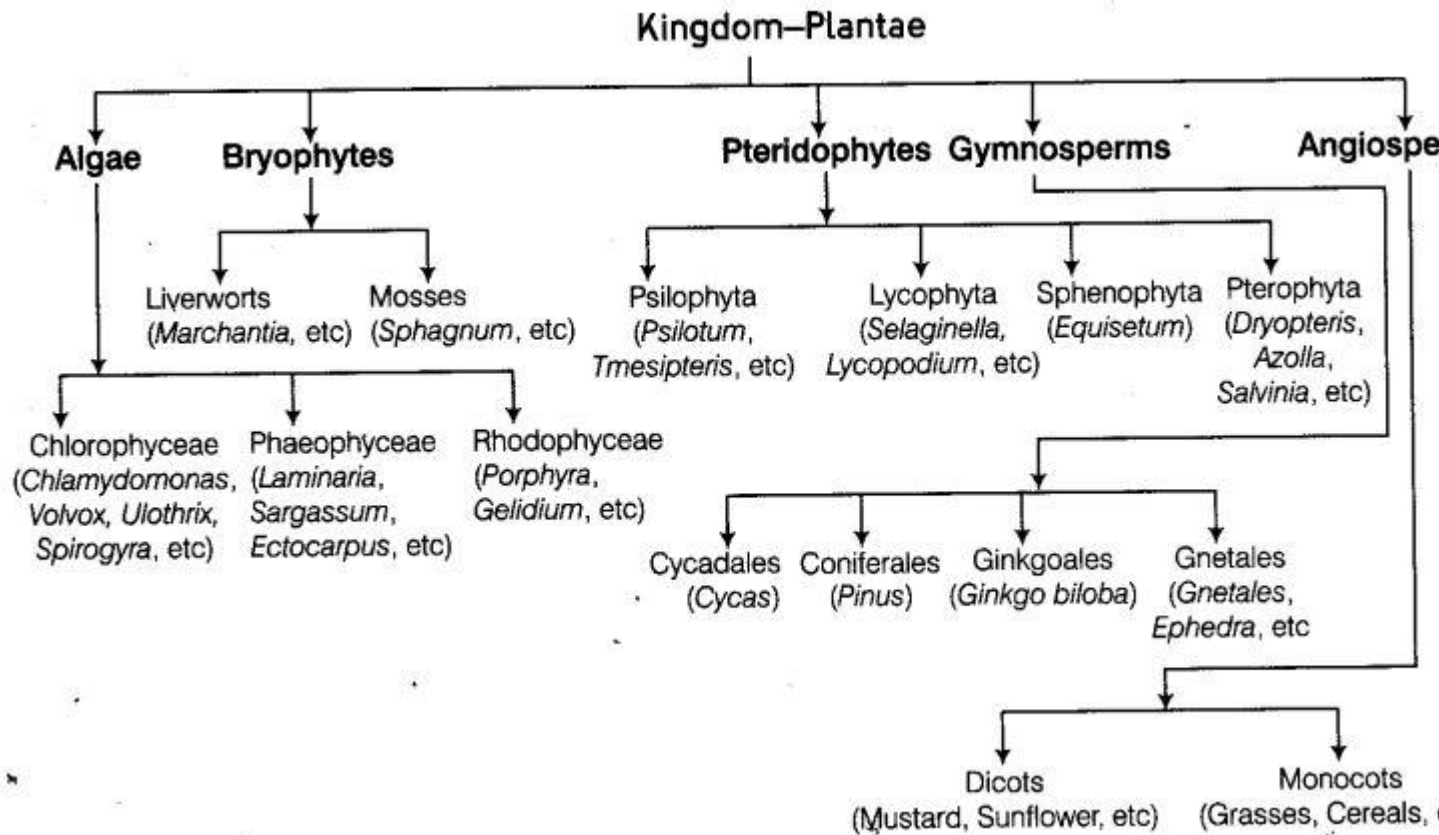 Kingdom–Plantae
Algae
Bryophytes
Pteridophytes
Gymnosperms
Angiospe
Liverworts
(Marchantia, etc)
Mosses
(Sphagnum, etc)
Psilophyta
(Psilotum,
Tmesipteris, etc)
Lycophyta
(Selaginella,
Lycopodium, etc)
Sphenophyta
(Equisetum)
Pterophyta
(Dryopteris,
Azolla,
Salvinia, etc)
Chlorophyceae
(Chlamydomonas,
Volvox, Ulothrix,
Spirogyra, etc)
Phaeophyceae
(Laminaria,
Sargassum,
Ectocarpus, etc)
Rhodophyceae
(Porphyra,
Gelidium, etc)
Cycadales
(Cycas)
Coniferales
(Pinus)
Ginkgoales
(Ginkgo biloba)
Gnetales
(Gnetales,
Ephedra, etc
Dicots
(Mustard, Sunflower, etc)
Monocots
(Grasses, Cereals,